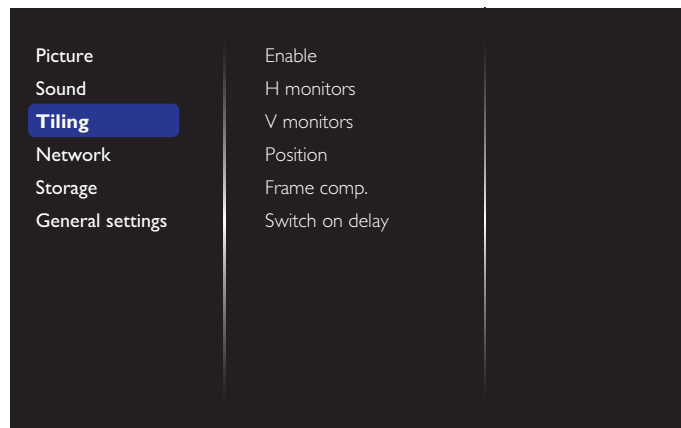 Picture
Sound
Tiling
Network
Storage
General settings
Enable
H monitors
V monitors
Position
Frame comp.
Switch on delay